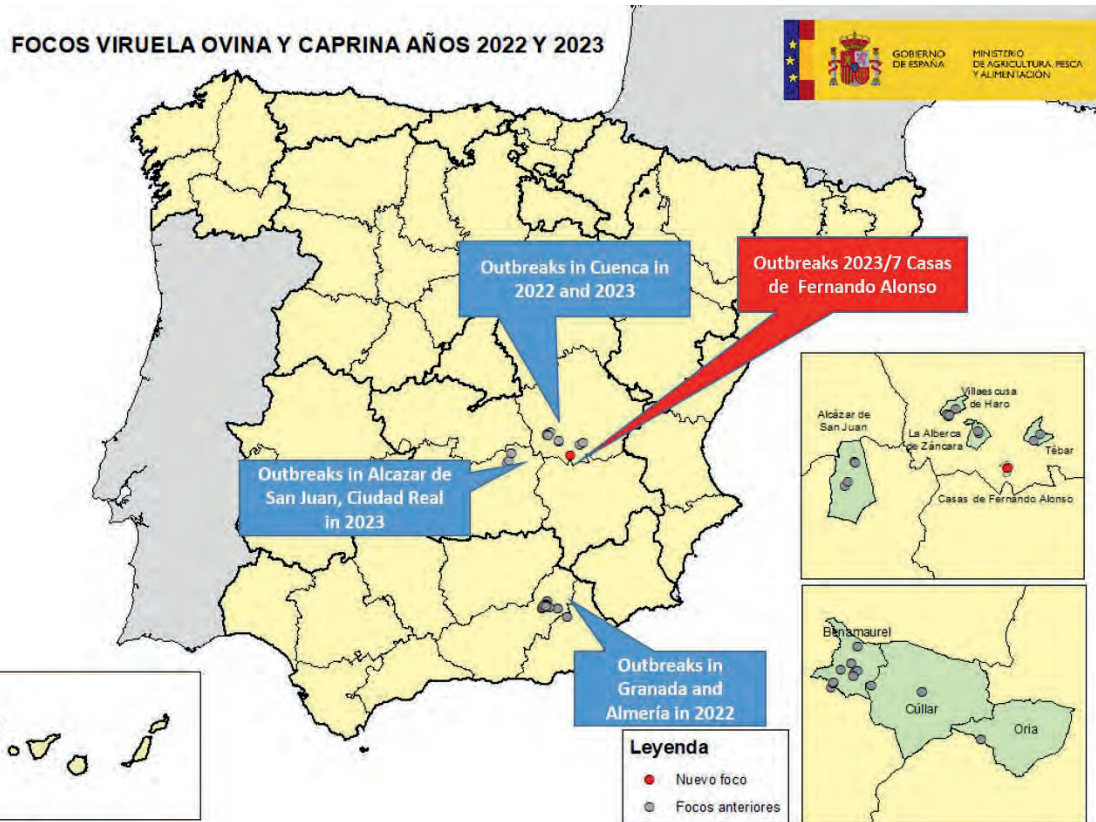 FOCOS VIRUELA OVINA Y CAPRINA AÑOS 2022 Y 2023
GOBIERNO
DE ESPAÑA
MINISTERIO
DE AGRICULTURA, PESCA
Y ALIMENTACIÓN
Outbreaks in Cuenca in
2022 and 2023
Outbreaks 2023/7 Casas
de Fernando Alonso
Outbreaks in Alcazar de
San Juan, Ciudad Real
in 2023
Outbreaks in
Granada and
Almería in 2022
Villaescusa
de Haro
Alcázar de
San Juan
La Alberca
de Záncara
Tébar
Casas de Fernando Alonso
Benamaurel
Cúllar
Oria
Leyenda
Nuevo foco
Focos anteriores